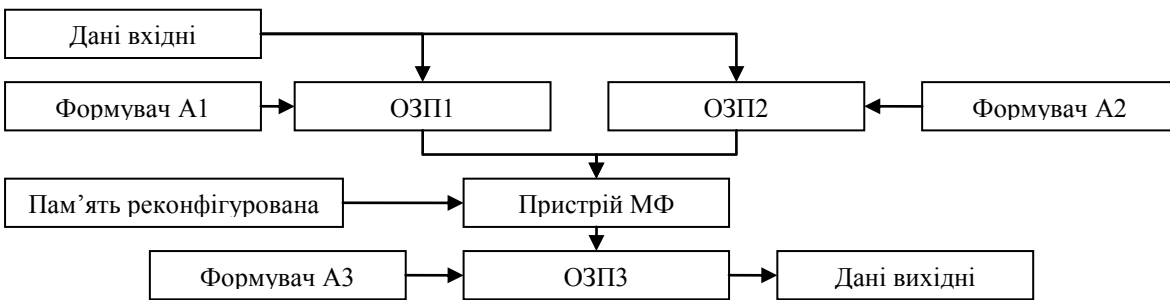 Дані вхідні
Формувач А1
ОЗП1
ОЗП2
Формувач А2
Пам’ять реконфігурована
Пристрій МФ
Формувач А3
ОЗП3
Дані вихідні